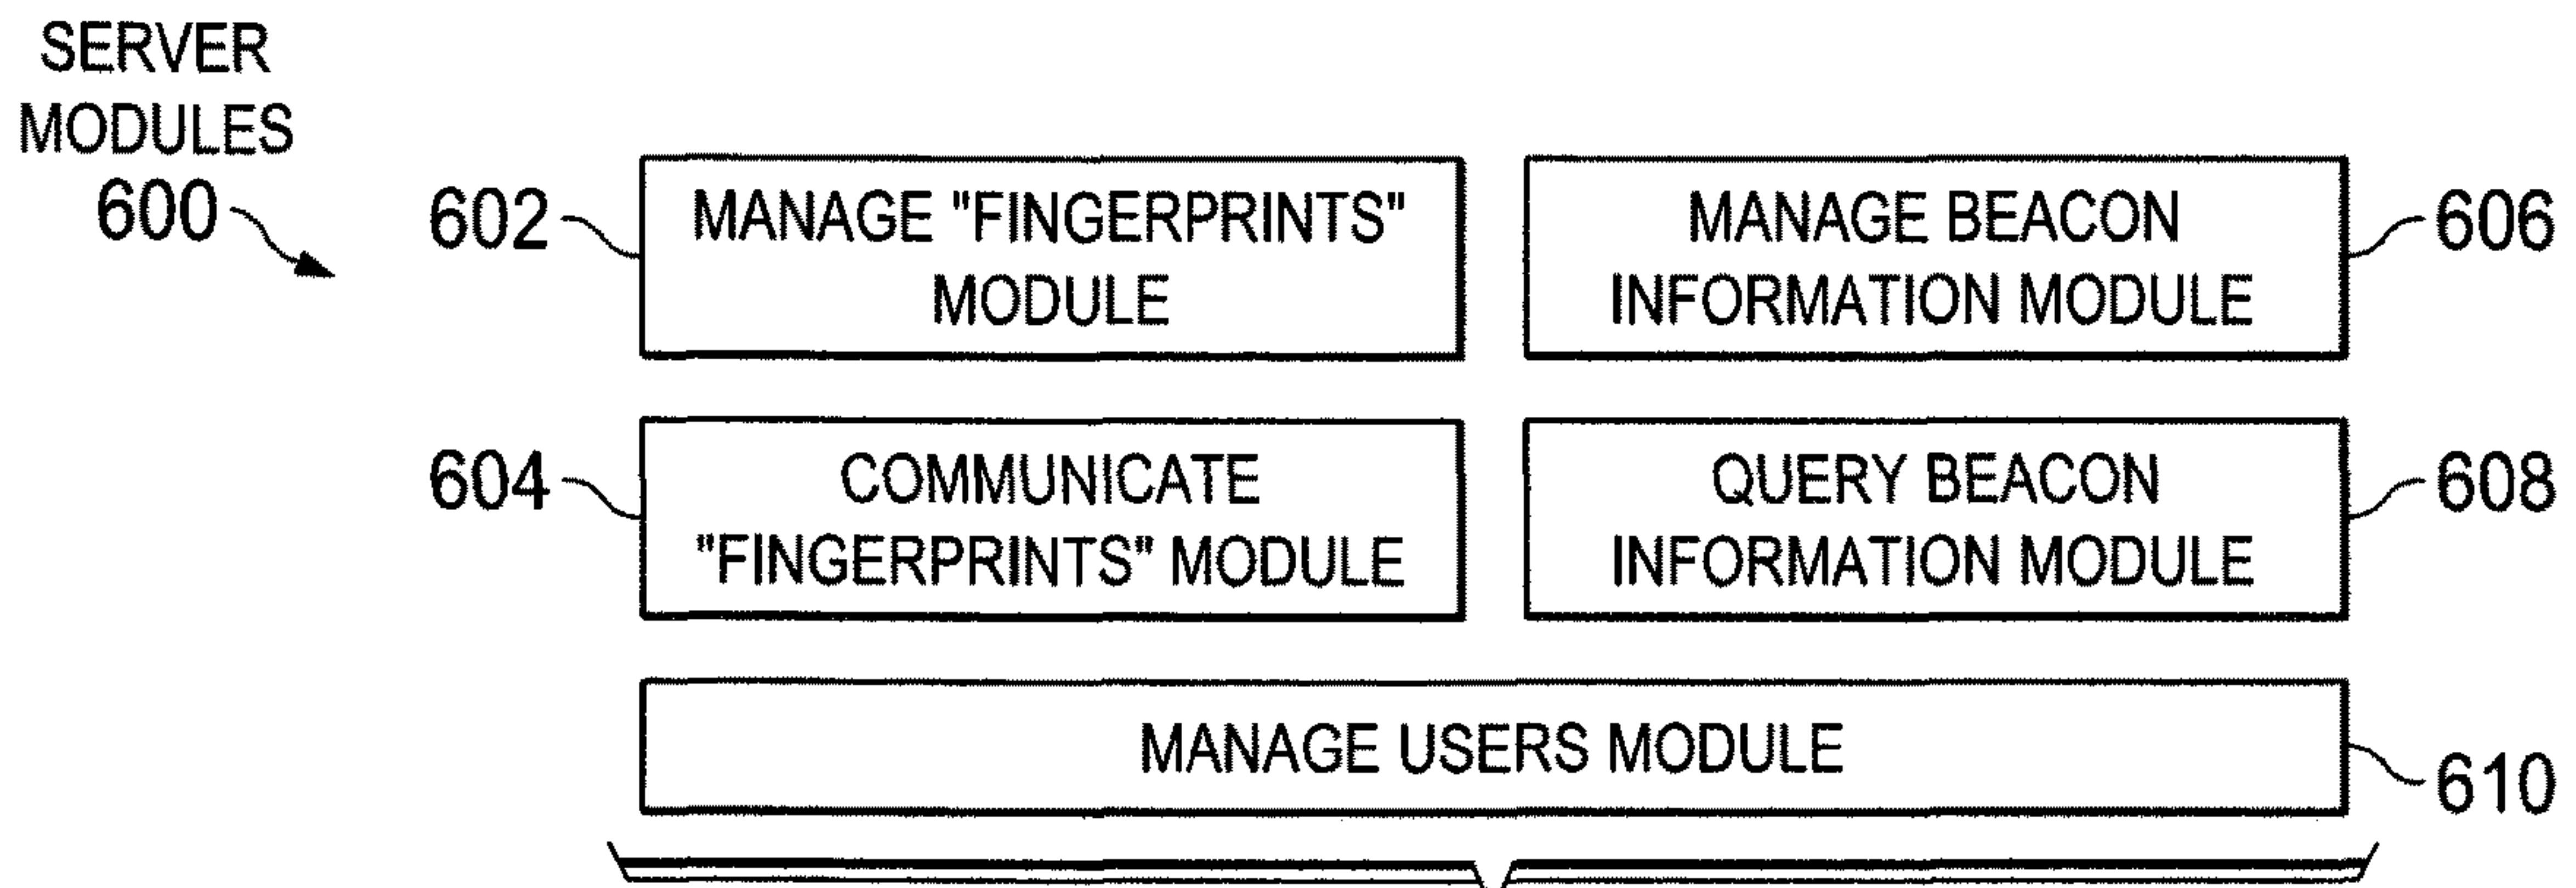 SERVER
MODULES
600
602
MANAGE "FINGERPRINTS"
MODULE
MANAGE BEACON
INFORMATION MODULE
606
604
COMMUNICATE
"FINGERPRINTS" MODULE
QUERY BEACON
INFORMATION MODULE
608
MANAGE USERS MODULE
610